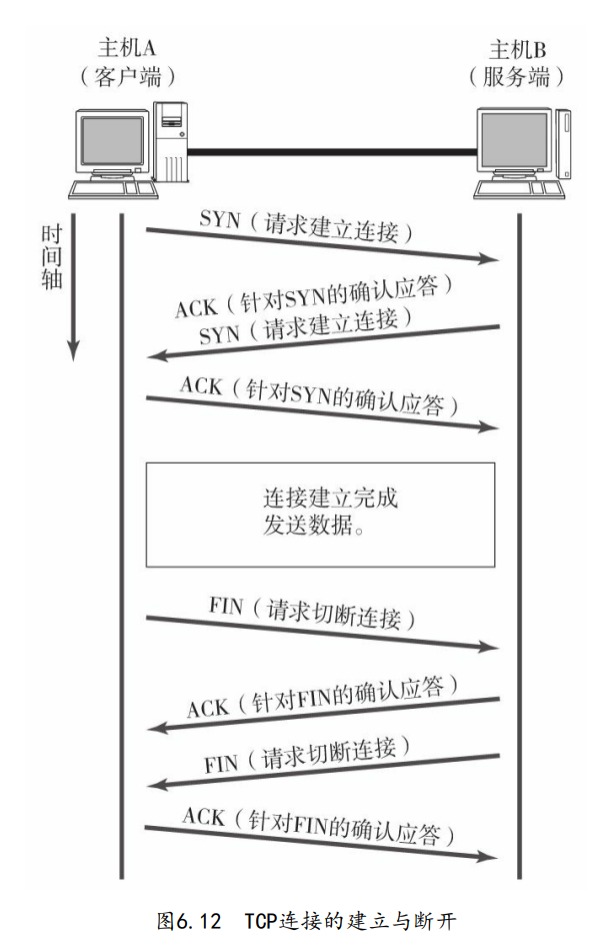 主机A
（客户端）
主机B
（服务端）
时间轴
SYN（请求建立连接）
ACK（针对SYN的确认应答）
SYN（请求建立连接）
ACK（针对SYN的确认应答）
连接建立完成
发送数据。
FIN（请求切断连接）
ACK（针对FIN的确认应答）
FIN（请求切断连接）
ACK（针对FIN的确认应答）
图6.12 TCP连接的建立与断开